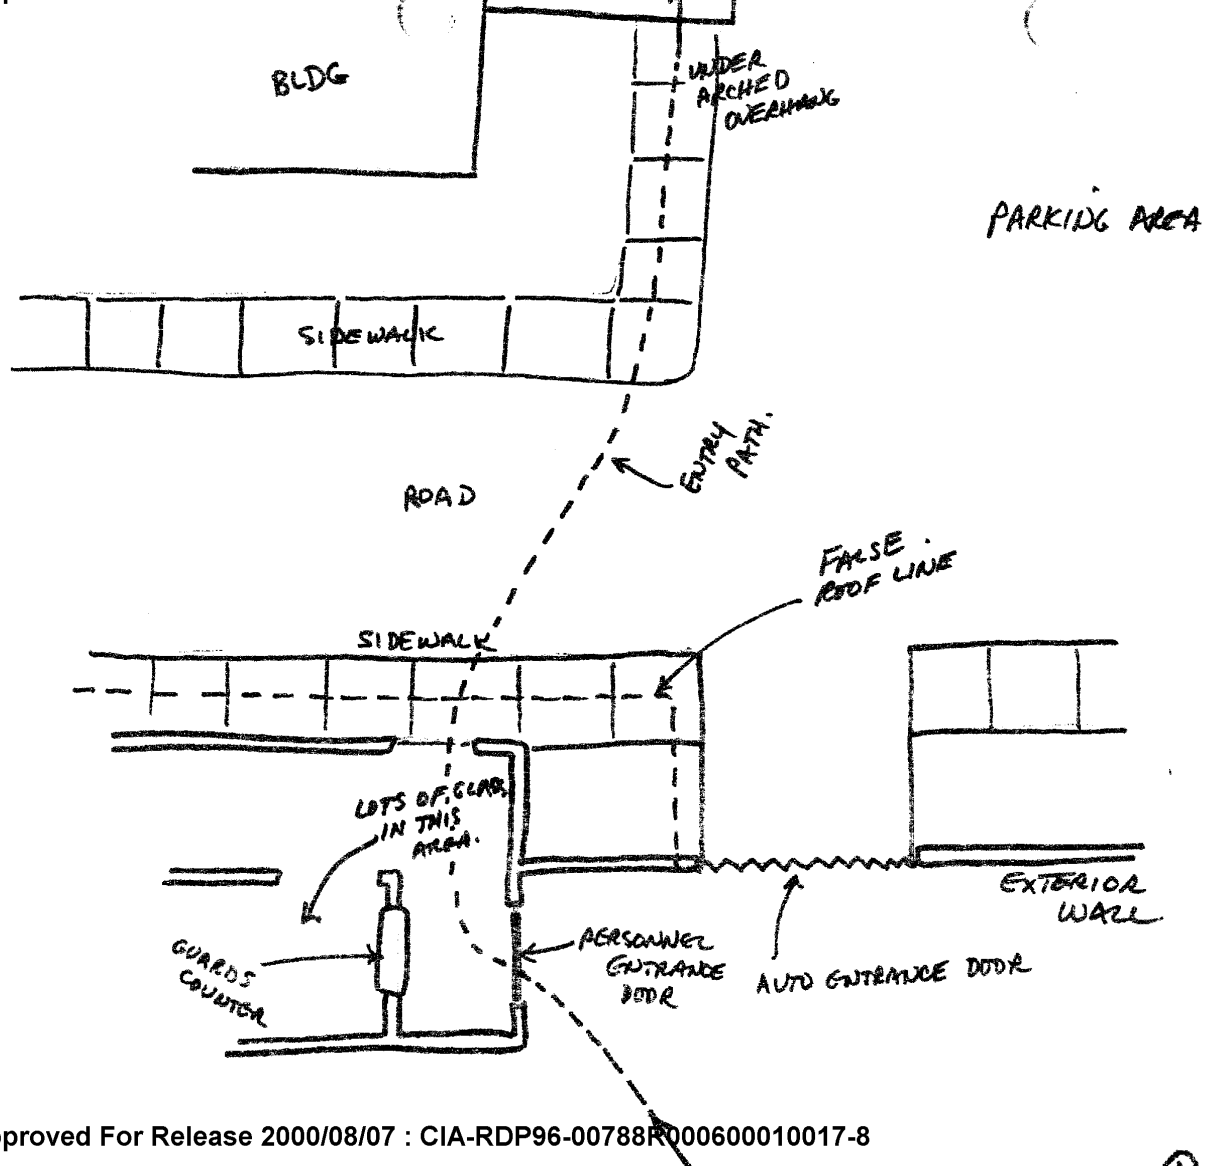 BLDG
UNDER
ARCHED
OVERHANG
PARKING AREA
SIDEWALK
ENTRY
PATH.
ROAD
FALSE
ROOF LINE
SIDEWALK
LOTS OF GLASS
IN THIS
AREA.
EXTERIOR
WALL
GUARDS
COUNTER
PERSONNEL
ENTRANCE
DOOR
AUTO ENTRANCE DOOR
pproved For Release 2000/08/07 : CIA-RDP96-00788R000600010017-8